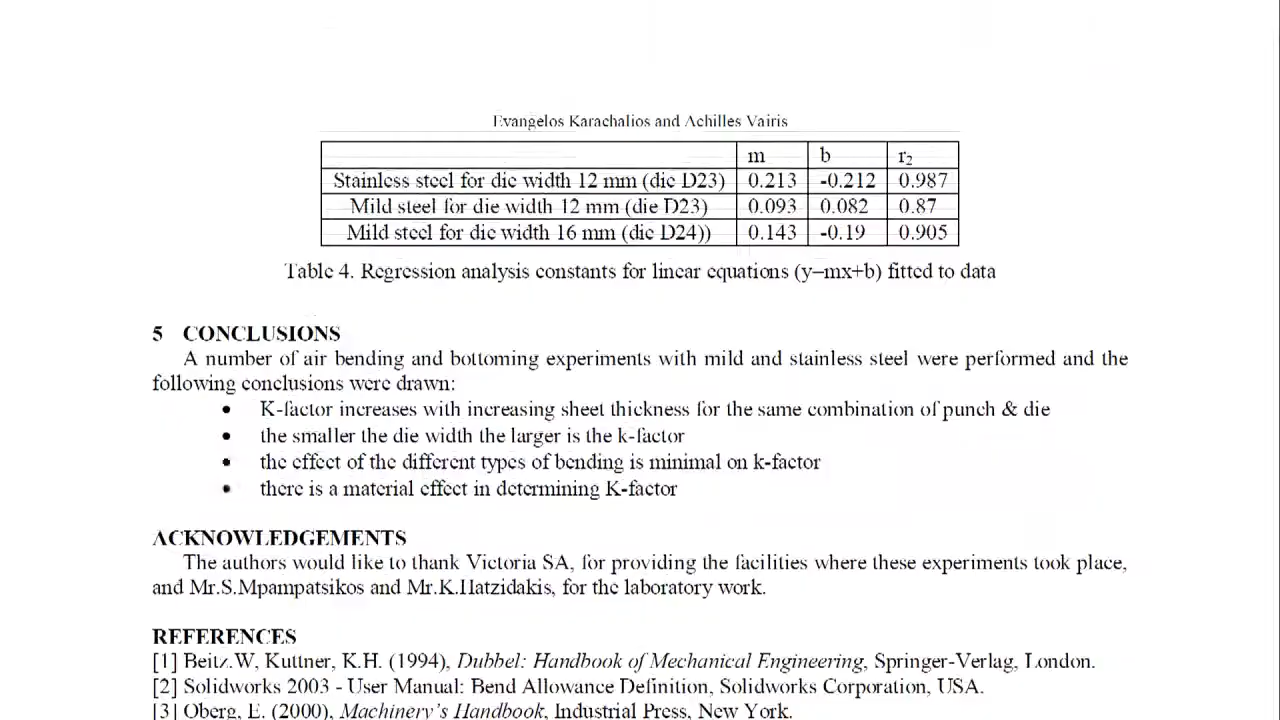 Evangelos Karachalios and Achilles Vairis
m b r2
Stainless steel for die width 12 mm (die D23) 0.213 -0.212 0.987
Mild steel for die width 12 mm (die D23) 0.093 0.082 0.87
Mild steel for die width 16 mm (die D24)) 0.143 -0.19 0.905
Table 4. Regression analysis constants for linear equations (y=mx+b) fitted to data
5 CONCLUSIONS
A number of air bending and bottoming experiments with mild and stainless steel were performed and the
following conclusions were drawn:
• K-factor increases with increasing sheet thickness for the same combination of punch & die
• the smaller the die width the larger is the k-factor
• the effect of the different types of bending is minimal on k-factor
• there is a material effect in determining K-factor
ACKNOWLEDGEMENTS
The authors would like to thank Victoria SA, for providing the facilities where these experiments took place,
and Mr.S.Mpampatsikos and Mr.K.Hatzidakis, for the laboratory work.
REFERENCES
[1] Beitz.W, Kuttner, K.H. (1994), Dubbel: Handbook of Mechanical Engineering, Springer-Verlag, London.
[2] Solidworks 2003 - User Manual: Bend Allowance Definition, Solidworks Corporation, USA.
[3] Oberg, E. (2000), Machinery's Handbook, Industrial Press, New York.